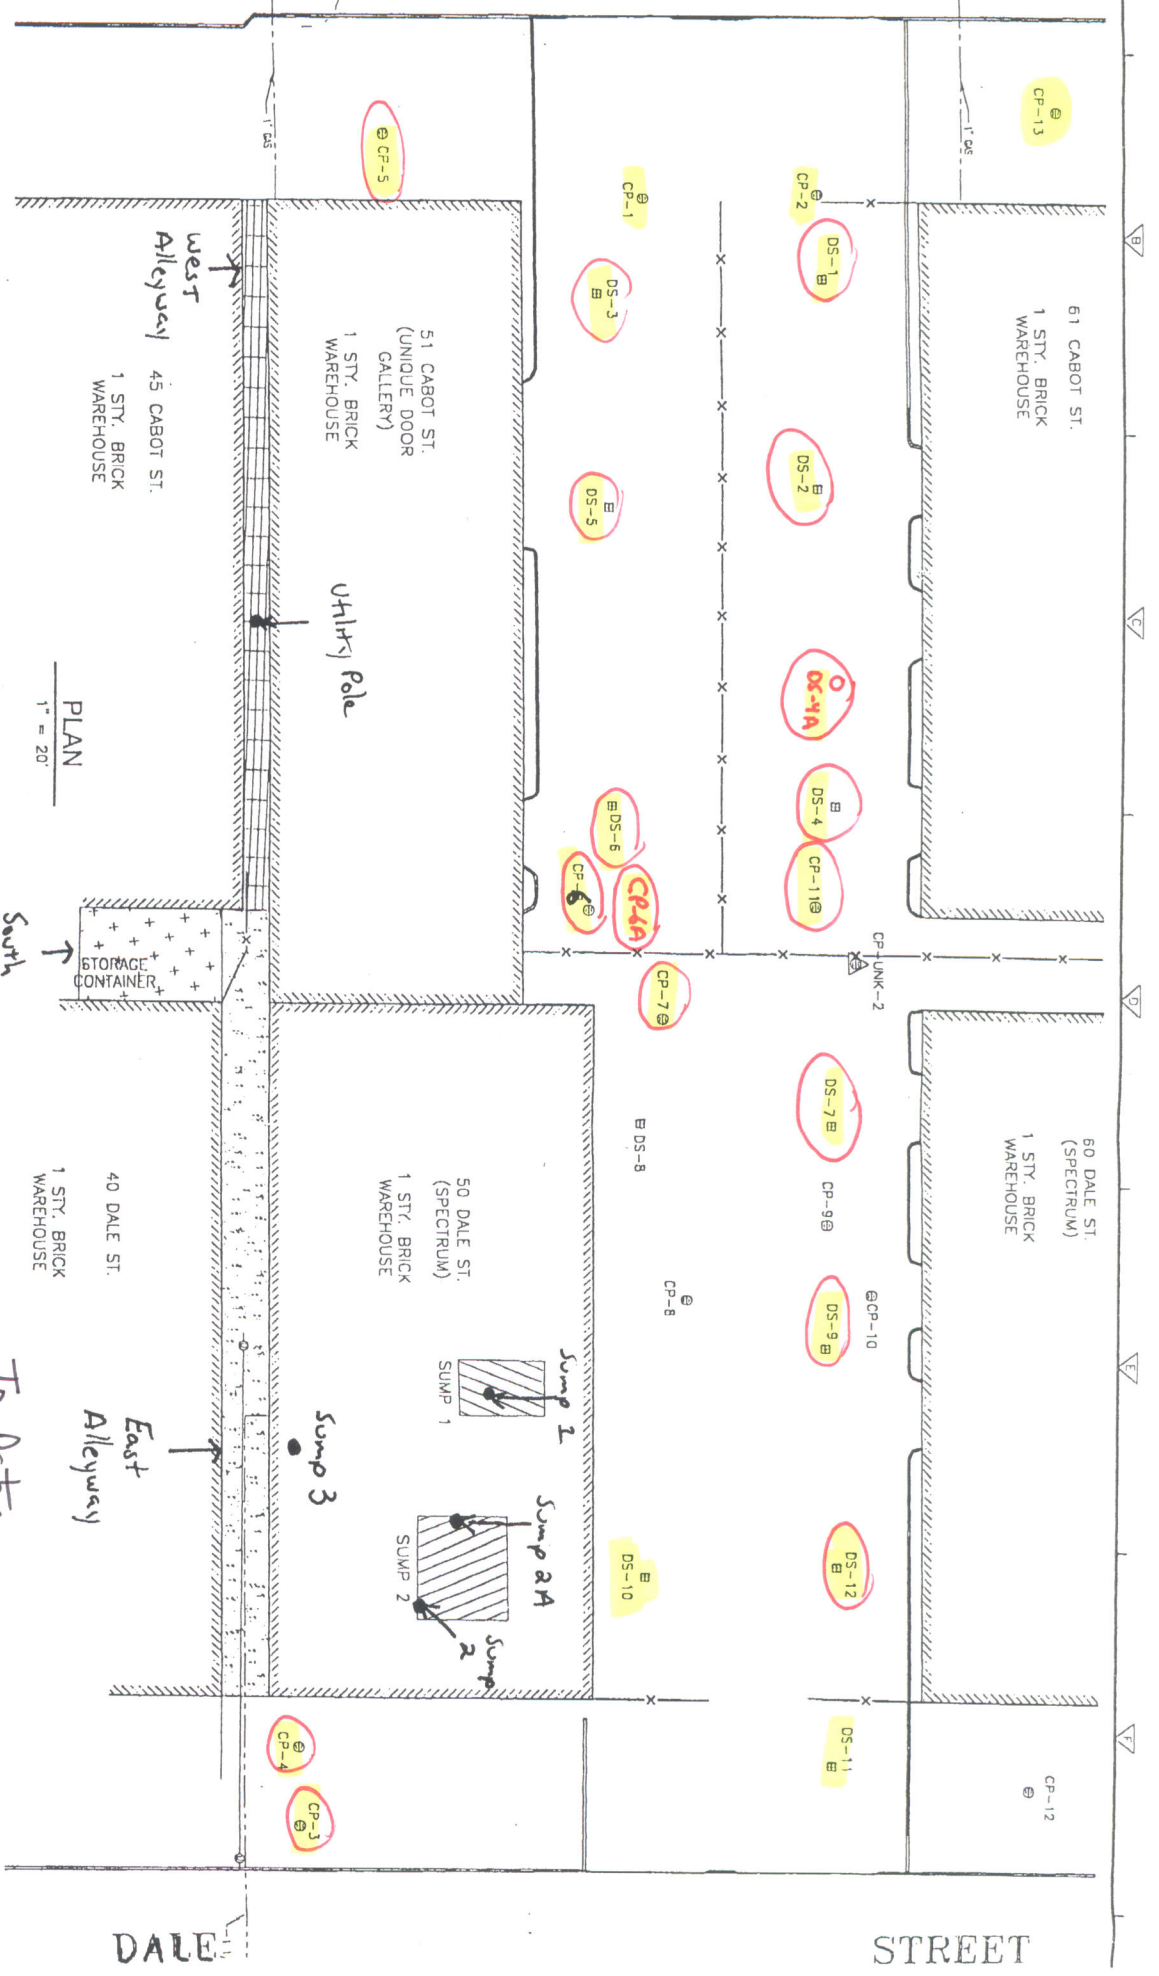 CP-13
1" GAS
CP-5
1" GAS
CP-1
CP-2
DS-1
DS-3
B
61 CABOT ST.
1 STY. BRICK
WAREHOUSE
West
Alleyway
45 CABOT ST.
1 STY. BRICK
WAREHOUSE
51 CABOT ST.
(UNIQUE DOOR
GALLERY)
1 STY. BRICK
WAREHOUSE
DS-2
DS-5
C
Utility Pole
PLAN
1" = 20'
DS-4A
DS-4
DS-6
CP-11
CP-6
CP-6A
CP-UNK-2
CP-7
D
South
STORAGE
CONTAINER
DS-7
DS-8
CP-9
CP-10
DS-9
CP-8
60 DALE ST.
(SPECTRUM)
1 STY. BRICK
WAREHOUSE
50 DALE ST.
(SPECTRUM)
1 STY. BRICK
WAREHOUSE
40 DALE ST.
1 STY. BRICK
WAREHOUSE
E
Sump 1
SUMP 1
Sump 3
East
Alleyway
Sump 2A
SUMP 2
Sump
2
DS-10
DS-12
DS-11
F
CP-12
CP-4
CP-3
DALE
STREET